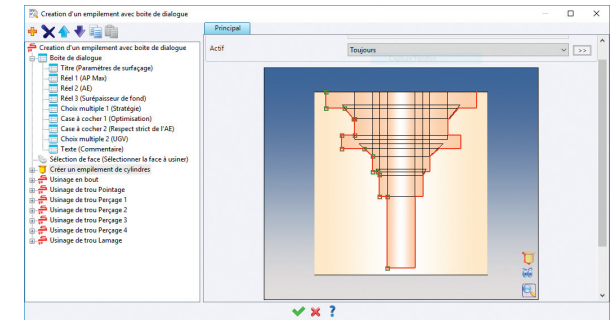 Creation d'un empilement avec boite de dialogue
Principal
Creation d'un empilement avec boite de dialogue
Boite de dialogue
Titre (Paramètres de surfaçage)
Réel 1 (AP Max)
Réel 2 (AE)
Réel 3 (Surépaisseur de fond)
Choix multiple 1 (Stratégie)
Case à cocher 1 (Optimisation)
Case à cocher 2 (Respect strict de l'AE)
Choix multiple 2 (UGV)
Texte (Commentaire)
Sélection de face (Sélectionner la face à usiner)
Créer un empilement de cylindres
Usinage en bout
Usinage de trou Pointage
Usinage de trou Perçage 1
Usinage de trou Perçage 2
Usinage de trou Perçage 3
Usinage de trou Perçage 4
Usinage de trou Lamage
Actif
Toujours
>>
?